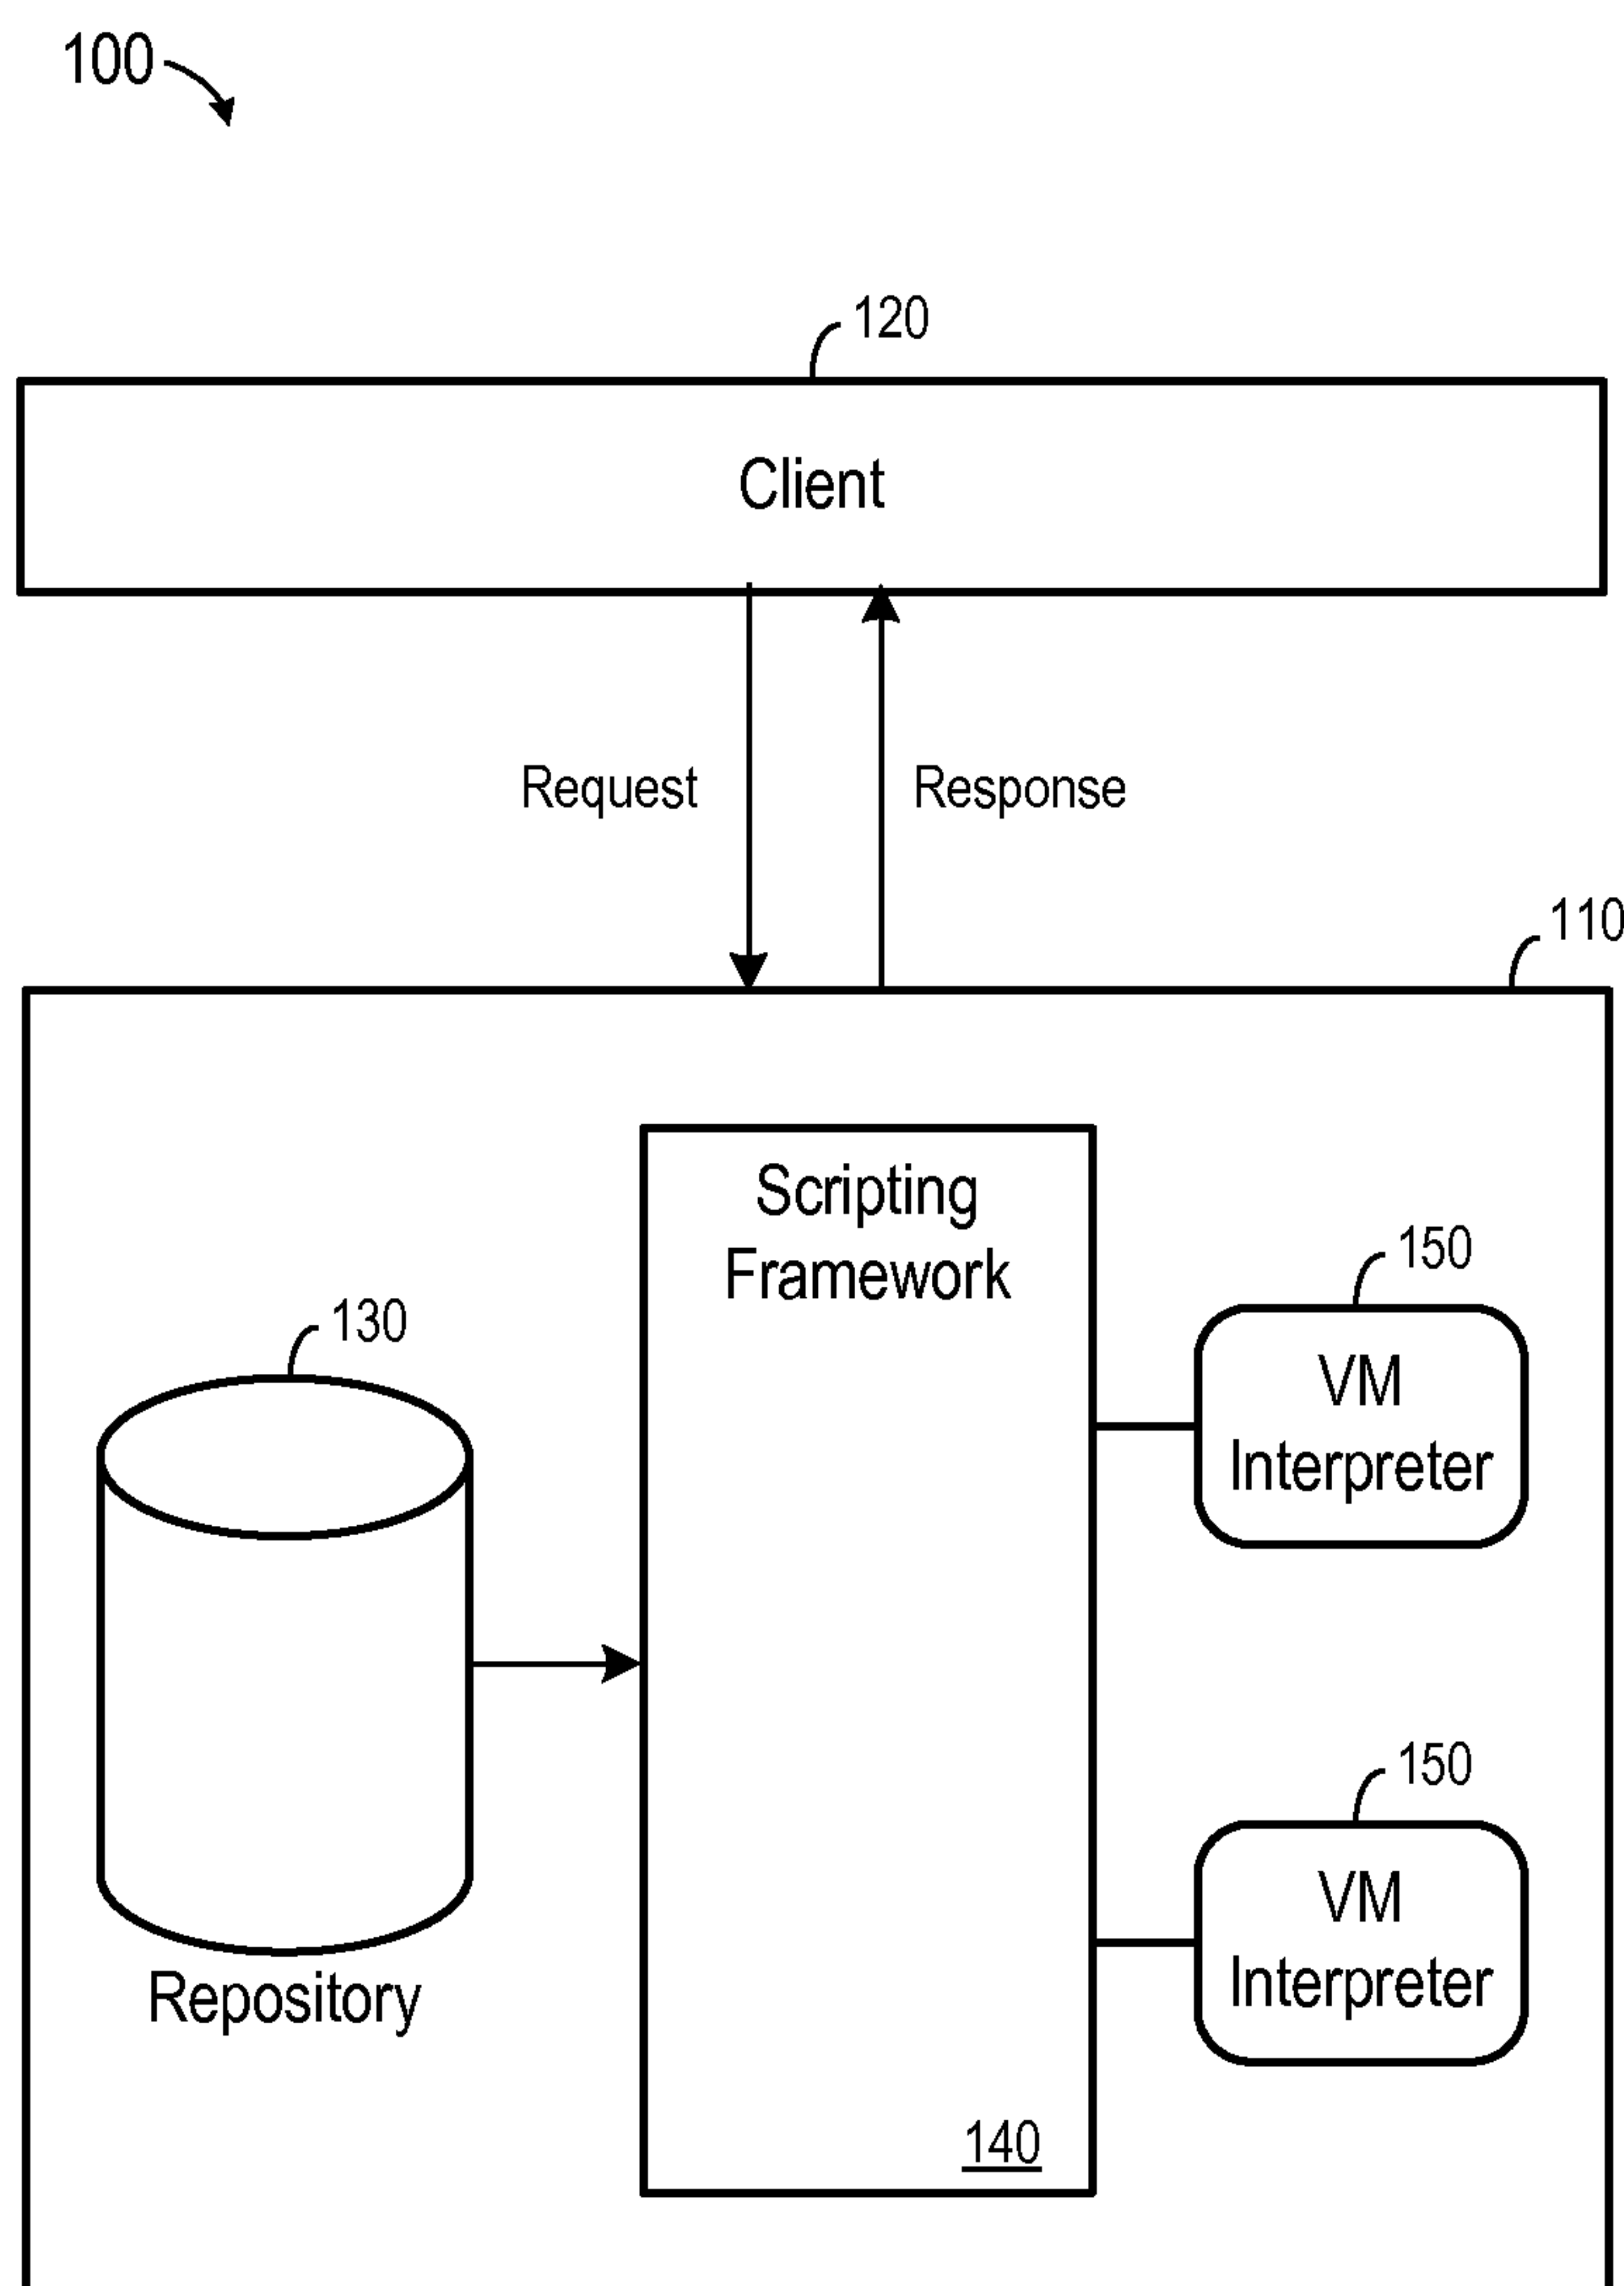 100
120
Client
Request
Response
110
Scripting
Framework
150
VM
Interpreter
130
150
VM
Interpreter
Repository
140